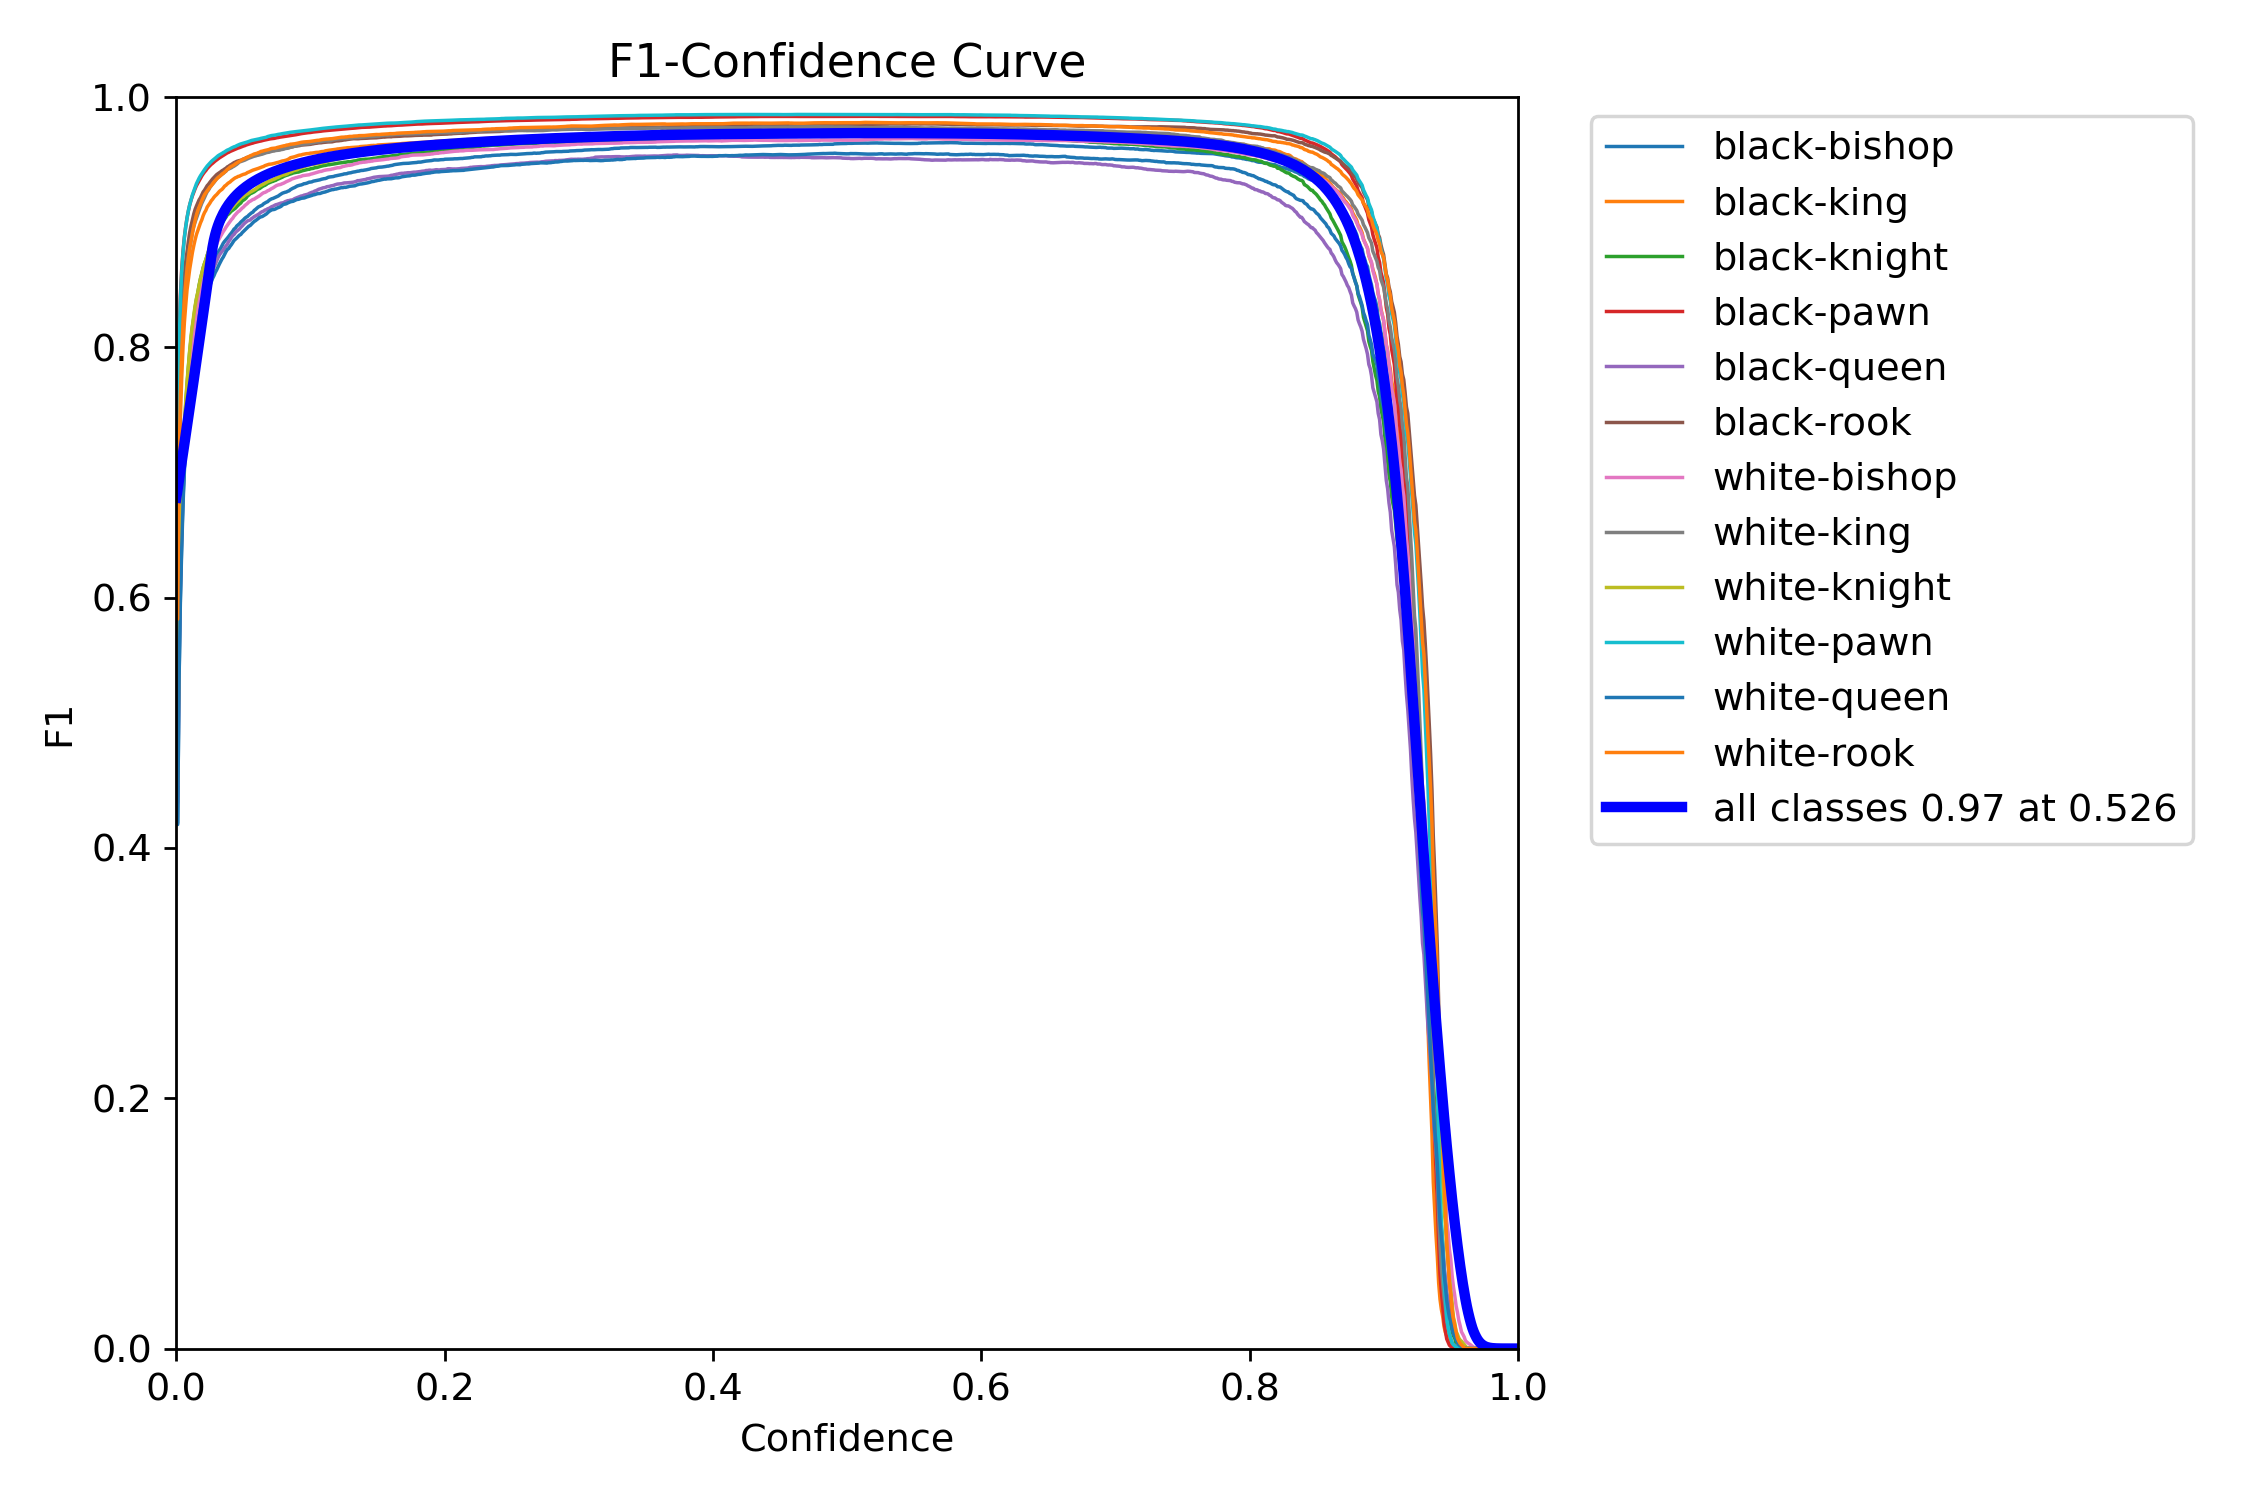 F1-Confidence Curve
1.0
0.8
0.6
0.4
0.2
0.0
F1
0.0 0.2 0.4 0.6 0.8 1.0
Confidence
black-bishop
black-king
black-knight
black-pawn
black-queen
black-rook
white-bishop
white-king
white-knight
white-pawn
white-queen
white-rook
all classes 0.97 at 0.526